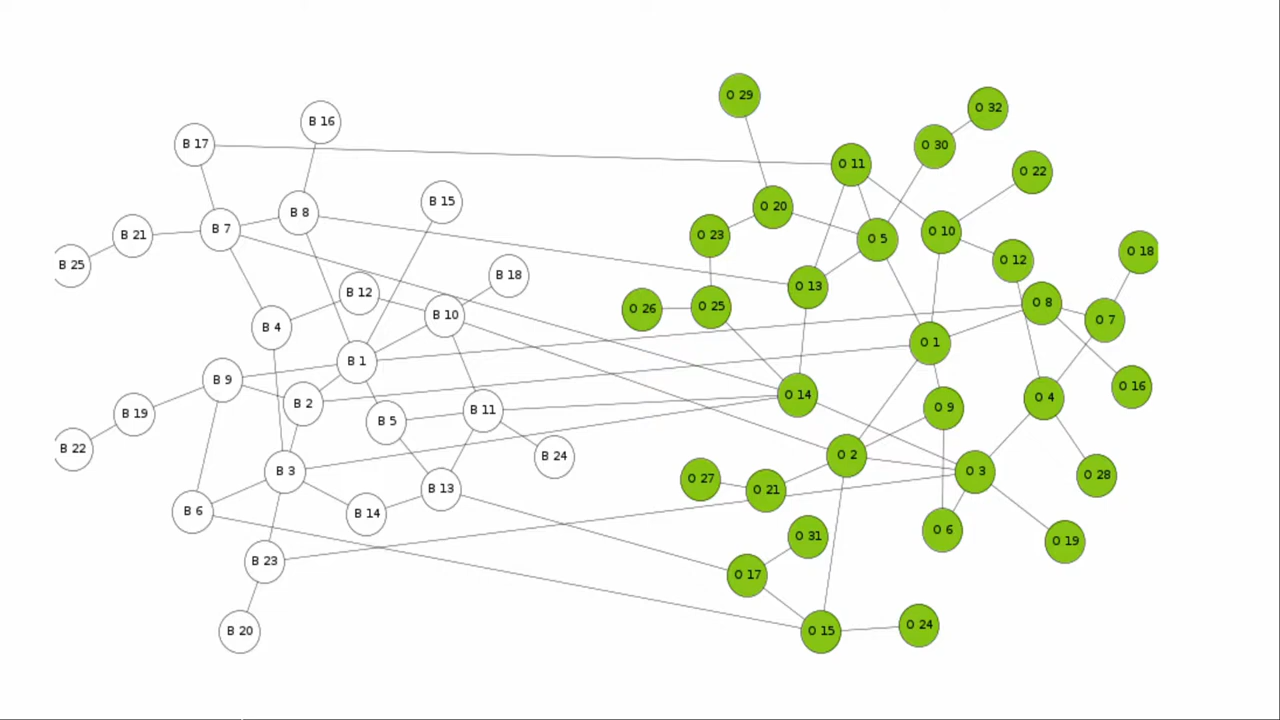 O 29
O 32
B 16
B 17
O 30
O 11
O 22
B 15
O 20
B 8
B 7
O 10
B 21
O 23
O 5
O 18
O 12
B 25
B 18
O 13
B 12
O 8
O 25
O 26
B 10
O 7
B 4
O 1
B 1
B 9
O 16
O 14
O 4
B 2
O 9
B 11
B 19
B 5
B 22
O 2
B 24
B 3
O 3
O 28
O 27
B 13
O 21
B 6
B 14
O 6
O 31
O 19
B 23
O 17
O 24
B 20
O 15